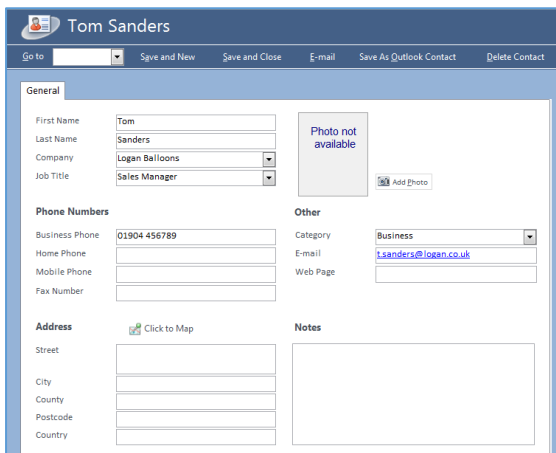 Tom Sanders
Go to Save and New Save and Close E-mail Save As Outlook Contact Delete Contact
General
First Name Tom
Last Name Sanders
Company Logan Balloons
Job Title Sales Manager
Photo not
available
Add Photo
Phone Numbers
Business Phone 01904 456789
Home Phone
Mobile Phone
Fax Number
Other
Category Business
E-mail t.sanders@logan.co.uk
Web Page
Address Click to Map
Street
City
County
Postcode
Country
Notes